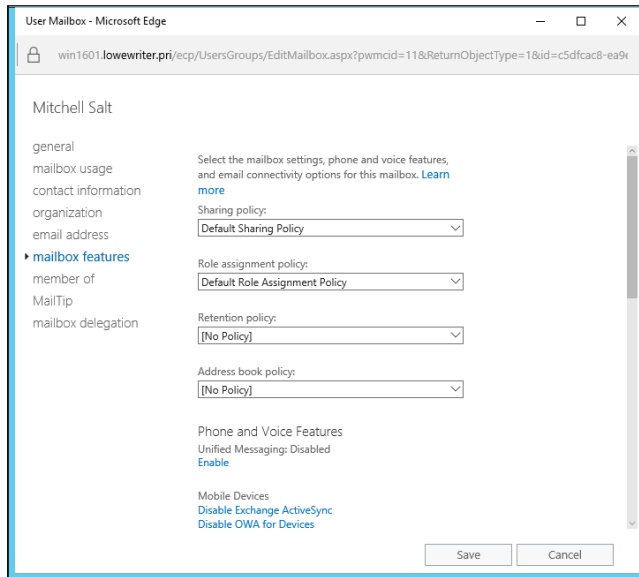 User Mailbox - Microsoft Edge
win1601.lowewriter.pri/ecp/UsersGroups/EditMailbox.aspx?pwmcid=11&ReturnObjectType=1&id=c5dfcac8-ea9e
Mitchell Salt
general
mailbox usage
contact information
organization
email address
mailbox features
member of
MailTip
mailbox delegation
Select the mailbox settings, phone and voice features,
and email connectivity options for this mailbox. Learn
more
Sharing policy:
Default Sharing Policy
Role assignment policy:
Default Role Assignment Policy
Retention policy:
[No Policy]
Address book policy:
[No Policy]
Phone and Voice Features
Unified Messaging: Disabled
Enable
Mobile Devices
Disable Exchange ActiveSync
Disable OWA for Devices
Save
Cancel